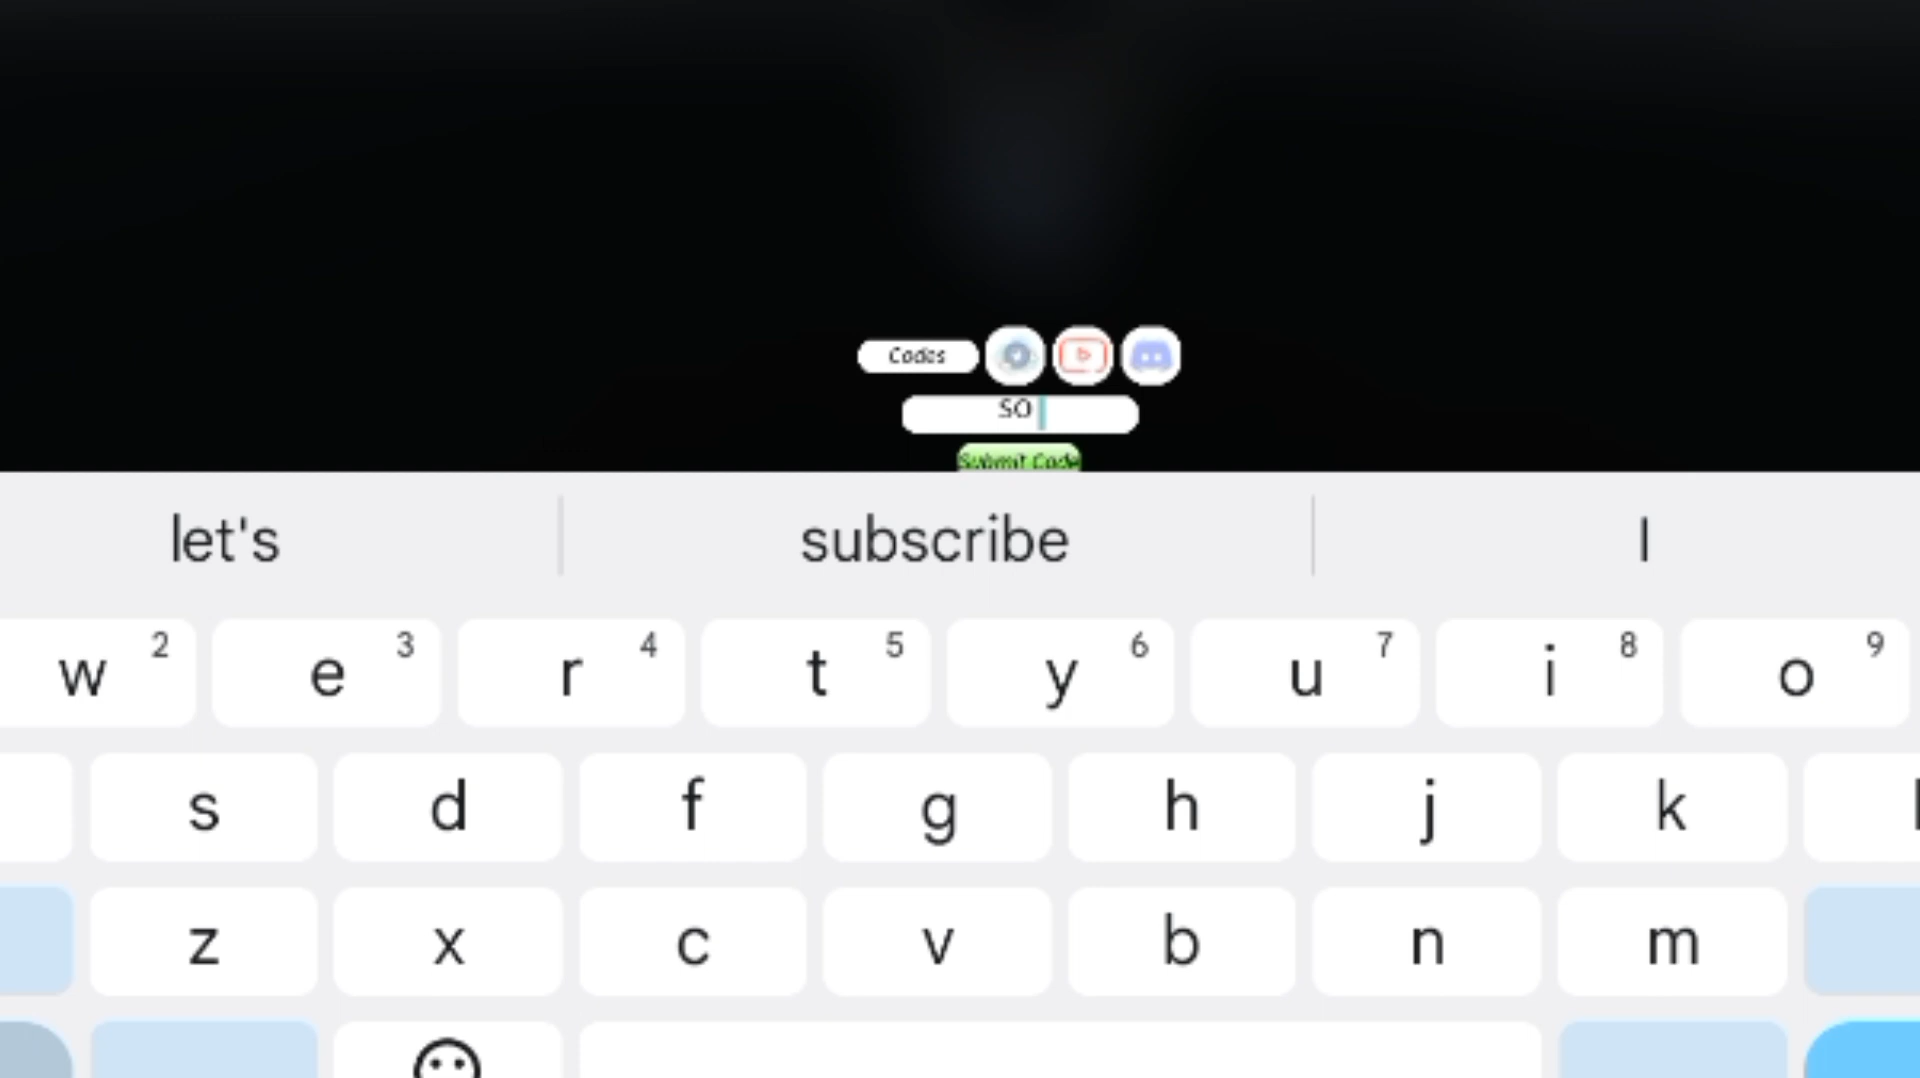 Codes
SO
Submit Code
let's subscribe I
2 3 4 5 6 7 8 9
w e r t y u i o
s d f g h j k
z x c v b n m